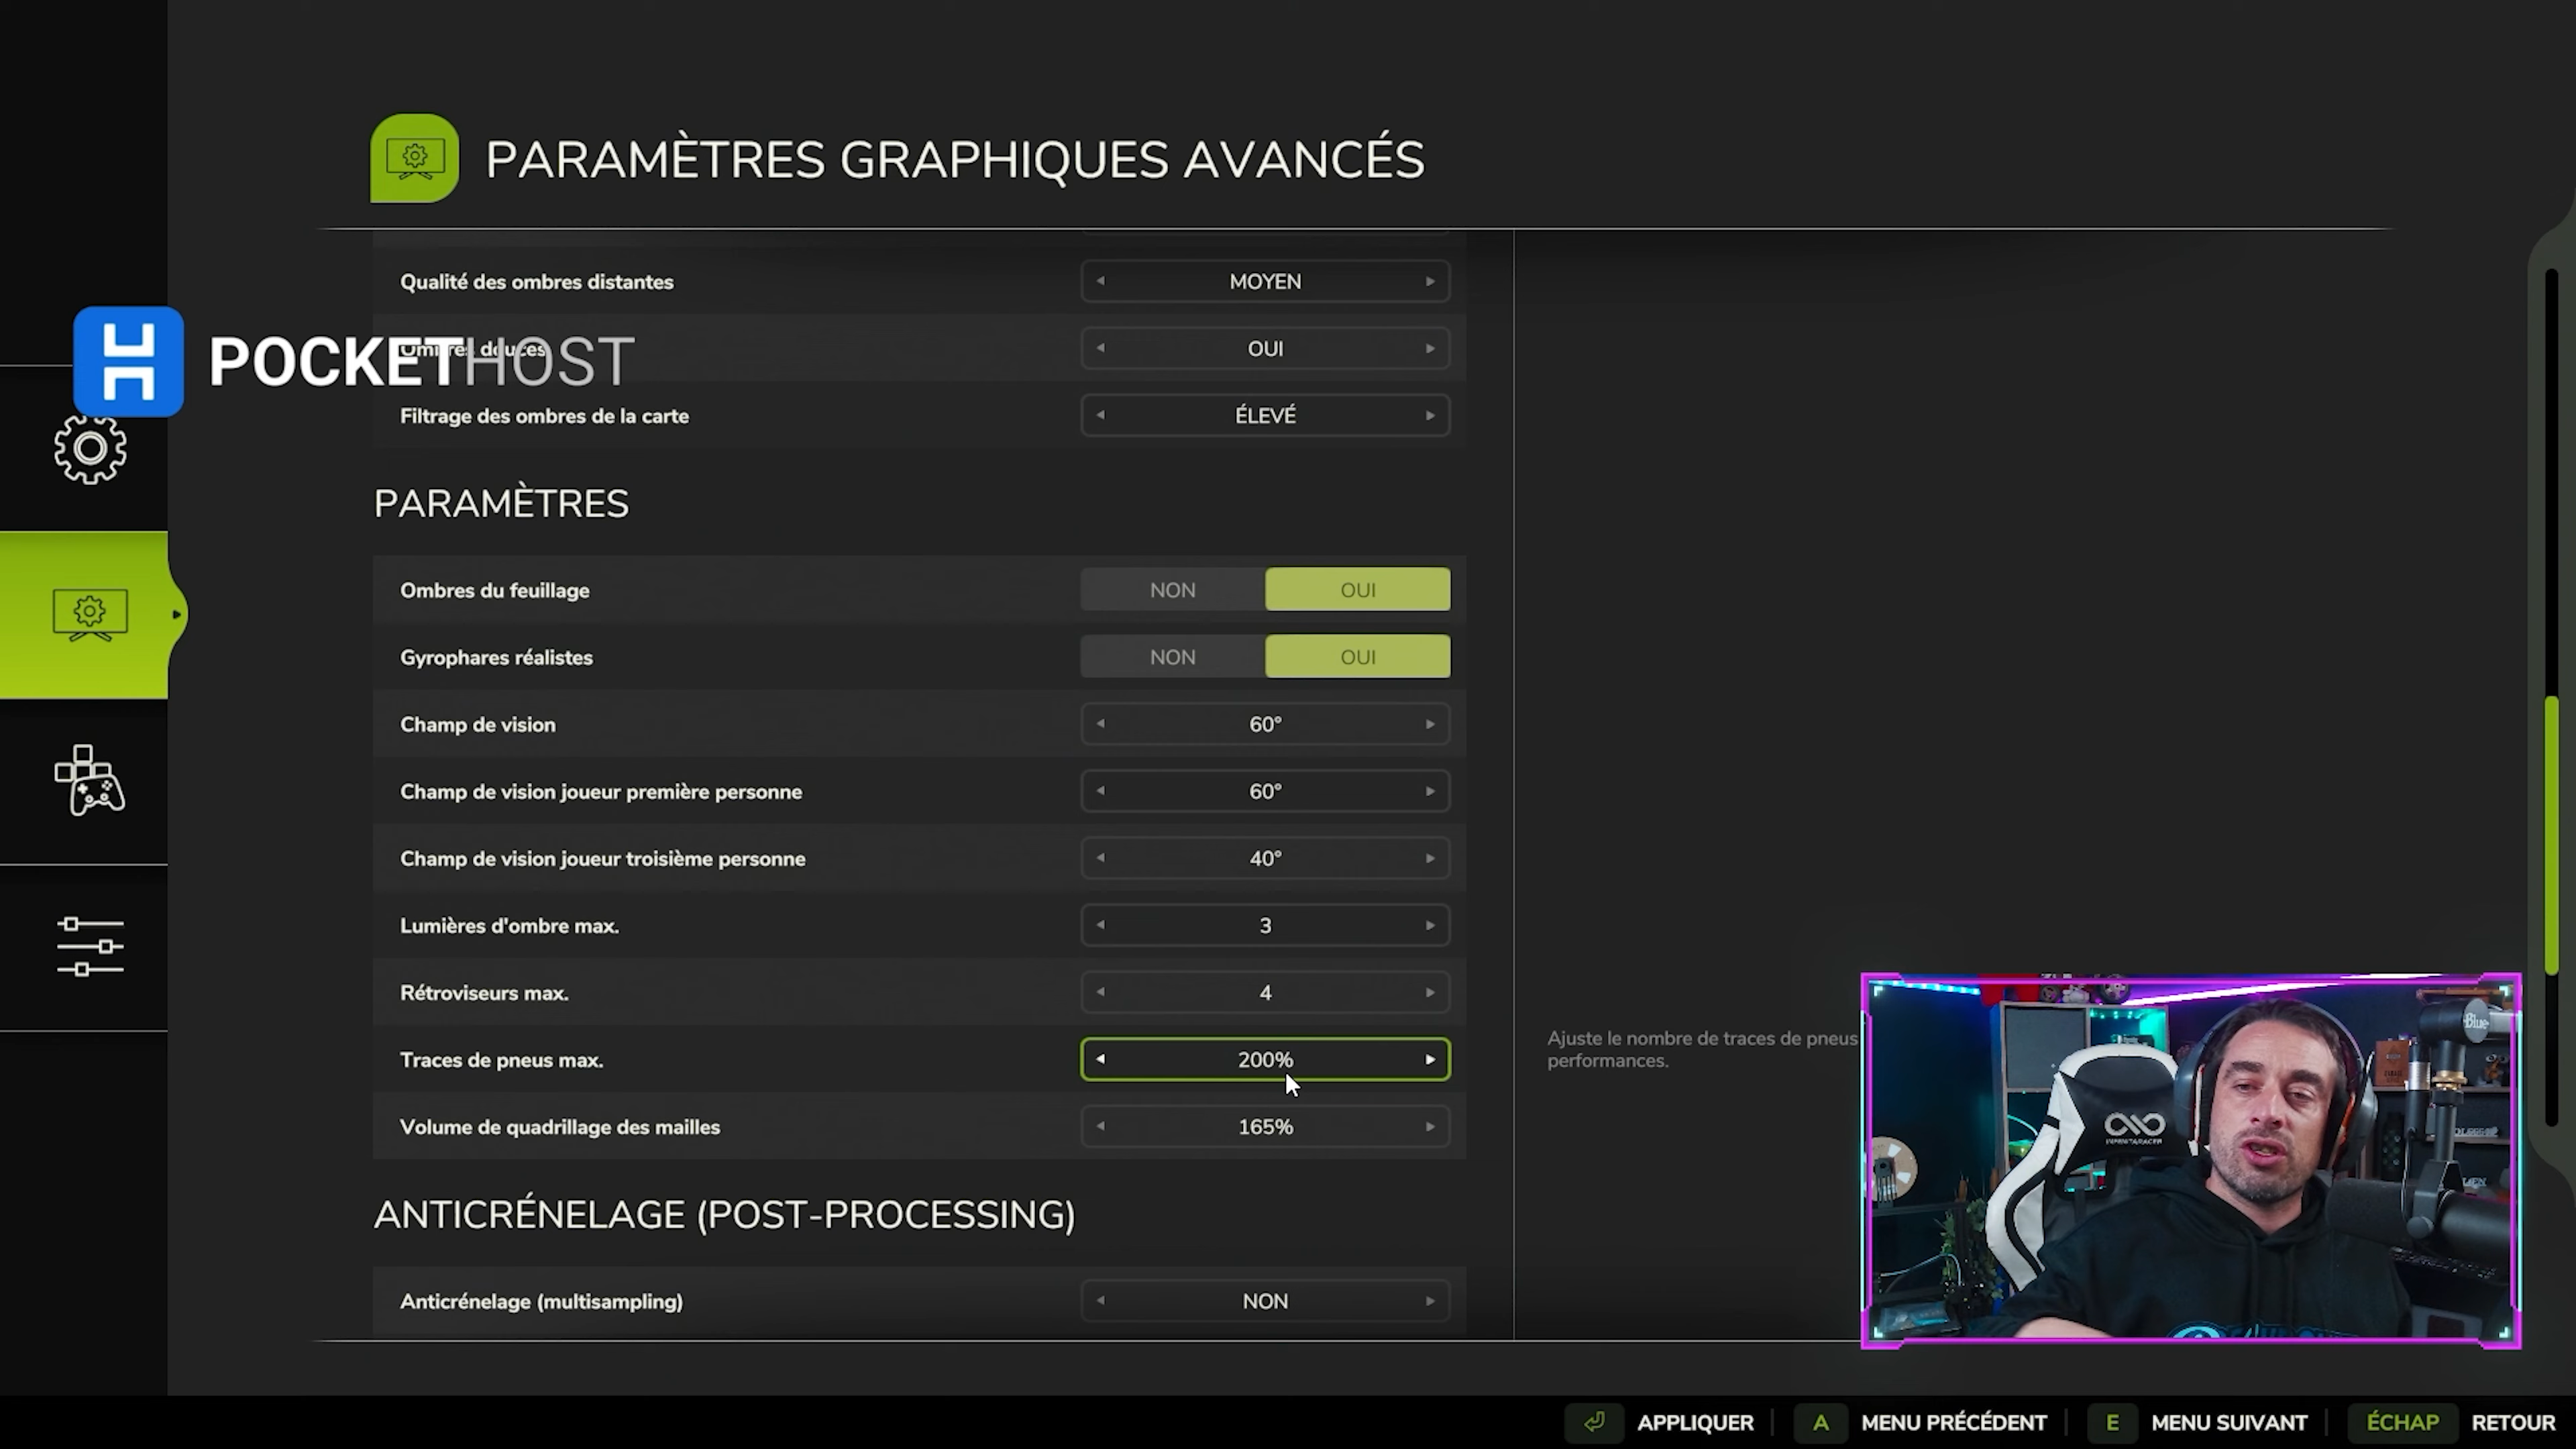 PARAMÈTRES GRAPHIQUES AVANCÉS
Qualité des ombres distantes
MOYEN
POCKETHOST
Ombres douces
OUI
Filtrage des ombres de la carte
ÉLEVÉ
PARAMÈTRES
Ombres du feuillage
NON
OUI
Gyrophares réalistes
NON
OUI
Champ de vision
60°
Champ de vision joueur première personne
60°
Champ de vision joueur troisième personne
40°
Lumières d'ombre max.
3
Rétroviseurs max.
4
Traces de pneus max.
200%
Ajuste le nombre de traces de pneus
performances.
Volume de quadrillage des mailles
165%
ANTICRÉNELAGE (POST-PROCESSING)
Anticrénelage (multisampling)
NON
Blue
APPLIQUER
A
MENU PRÉCÉDENT
E
MENU SUIVANT
ÉCHAP
RETOUR